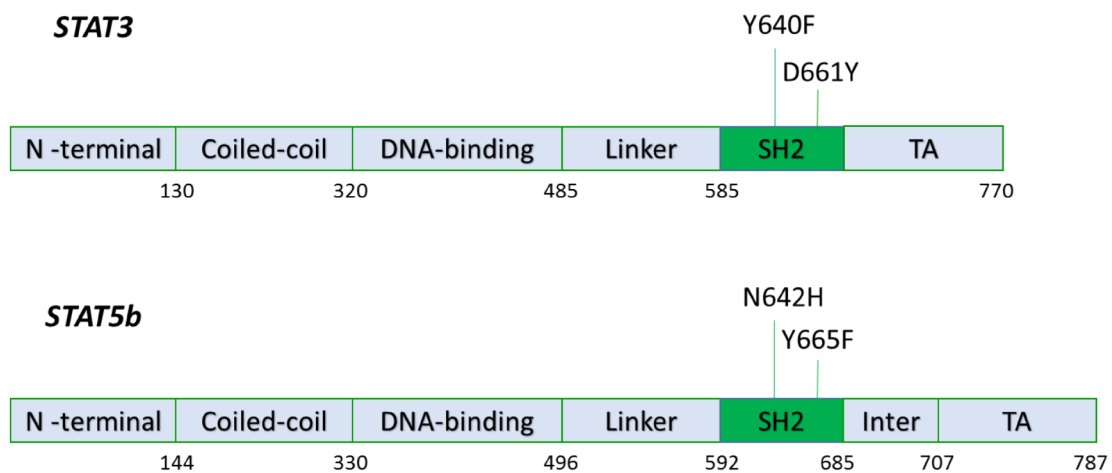 STAT3
Y640F
D661Y
N -terminal Coiled-coil DNA-binding Linker SH2 TA
130 320 485 585 770
STAT5b
N642H
Y665F
N -terminal Coiled-coil DNA-binding Linker SH2 Inter TA
144 330 496 592 685 707 787